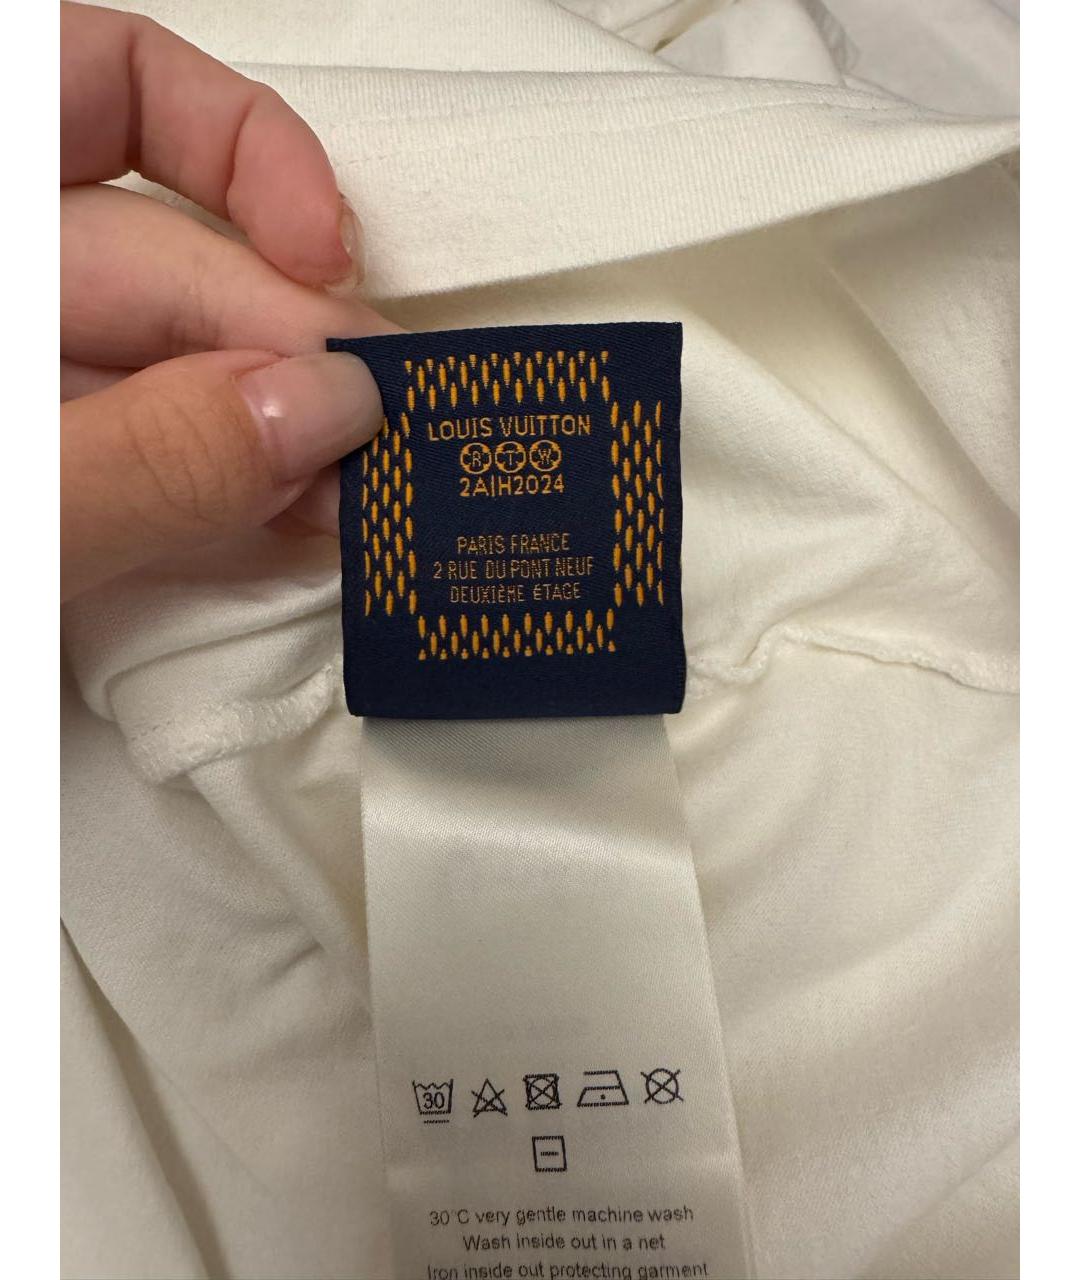 LOUIS VUITTON
R T W
2A|H2024
PARIS FRANCE
2 RUE DU PONT NEUF
DEUXIÈME ÉTAGE
30
30°C very gentle machine wash
Wash inside out in a net
Iron inside out protecting garment